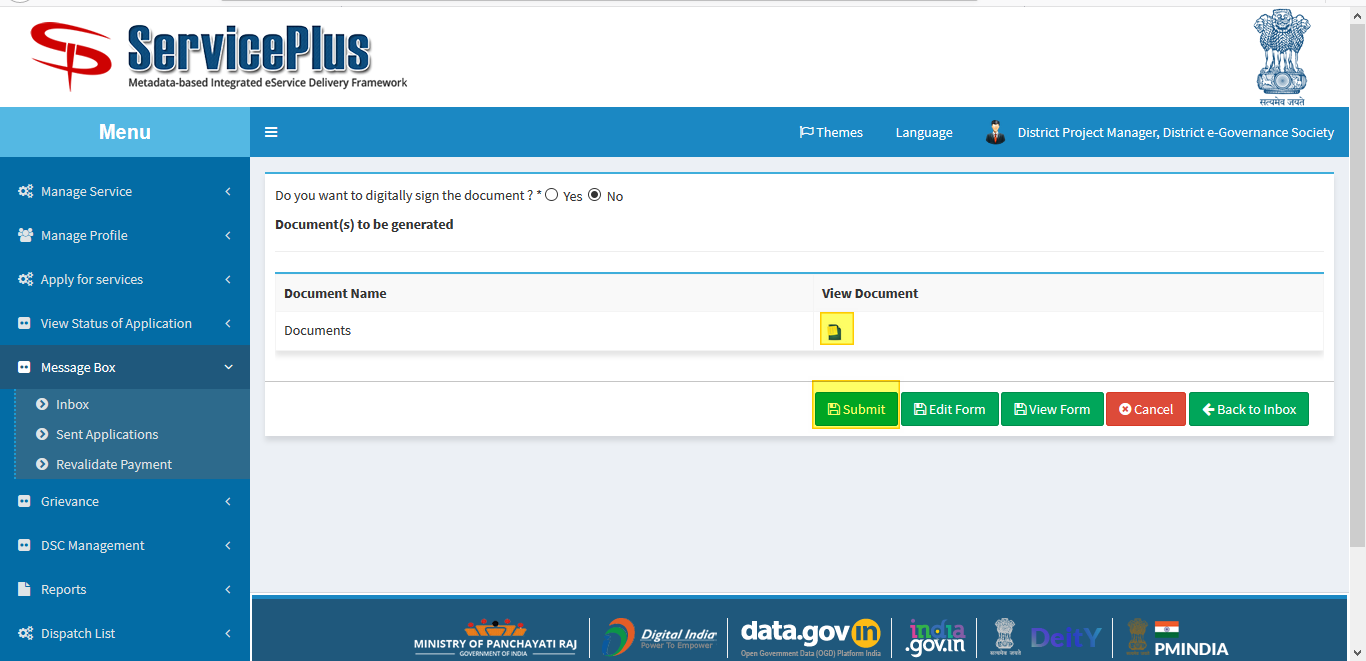 ServicePlus
Metadata-based Integrated eService Delivery Framework
सत्यमेव जयते
Menu
Themes
Language
District Project Manager, District e-Governance Society
Manage Service
Manage Profile
Apply for services
View Status of Application
Message Box
Inbox
Sent Applications
Revalidate Payment
Grievance
DSC Management
Reports
Dispatch List
Do you want to digitally sign the document ? * Yes No
Document(s) to be generated
Document Name View Document
Documents
Submit Edit Form View Form Cancel Back to Inbox
MINISTRY OF PANCHAYATI RAJ
GOVERNMENT OF INDIA
Digital India
Power To Empower
data.gov in
Open Government Data (OGD) Platform India
india
.gov.in
सत्यमेव जयते
DeitY
PMINDIA